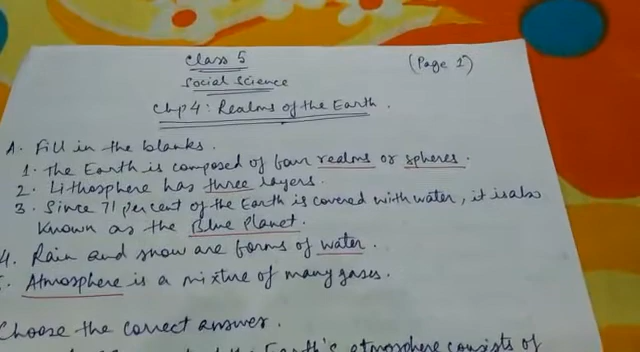 Class 5
(Page 1)
Social Science
Chp 4: Realms of the Earth.
A. Fill in the blanks.
1. The Earth is composed of four realms or spheres.
2. Lithosphere has three layers.
3. Since 71 percent of the Earth is covered with water, it is also
known as the Blue Planet.
4. Rain and snow are forms of water.
5. Atmosphere is a mixture of many gases.
Choose the correct answer.
the Earth's atmosphere consists of